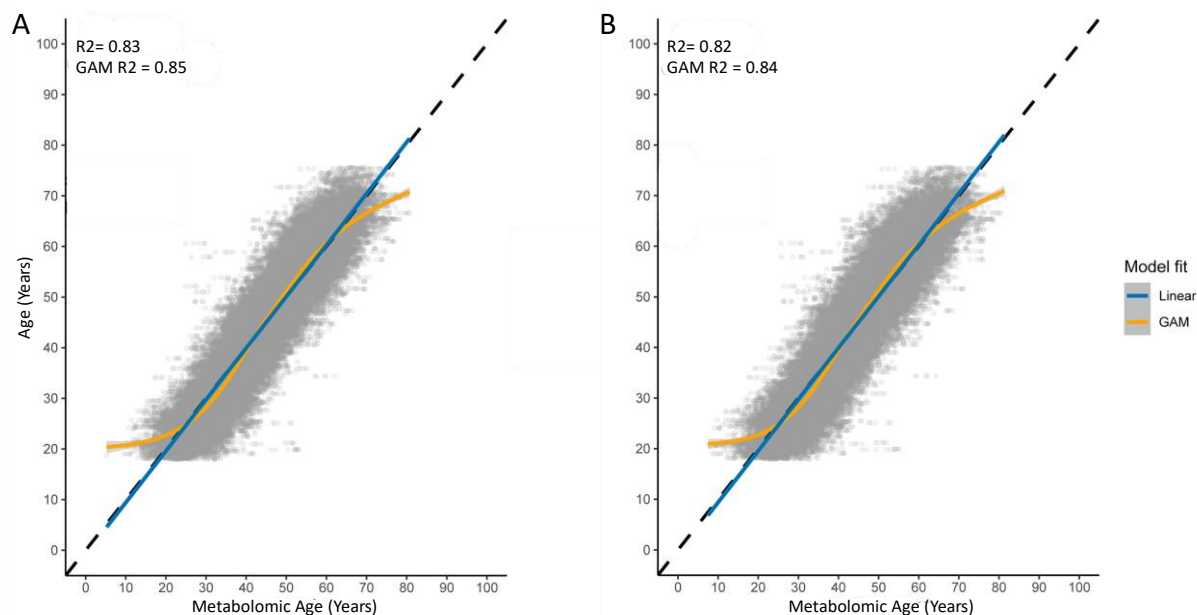 A
R2= 0.83
GAM R2 = 0.85
100
90
80
70
60
50
40
30
20
10
0
Age (Years)
0 10 20 30 40 50 60 70 80 90 100
Metabolomic Age (Years)
B
R2= 0.82
GAM R2 = 0.84
100
90
80
70
60
50
40
30
20
10
0
0 10 20 30 40 50 60 70 80 90 100
Metabolomic Age (Years)
Model fit
Linear
GAM